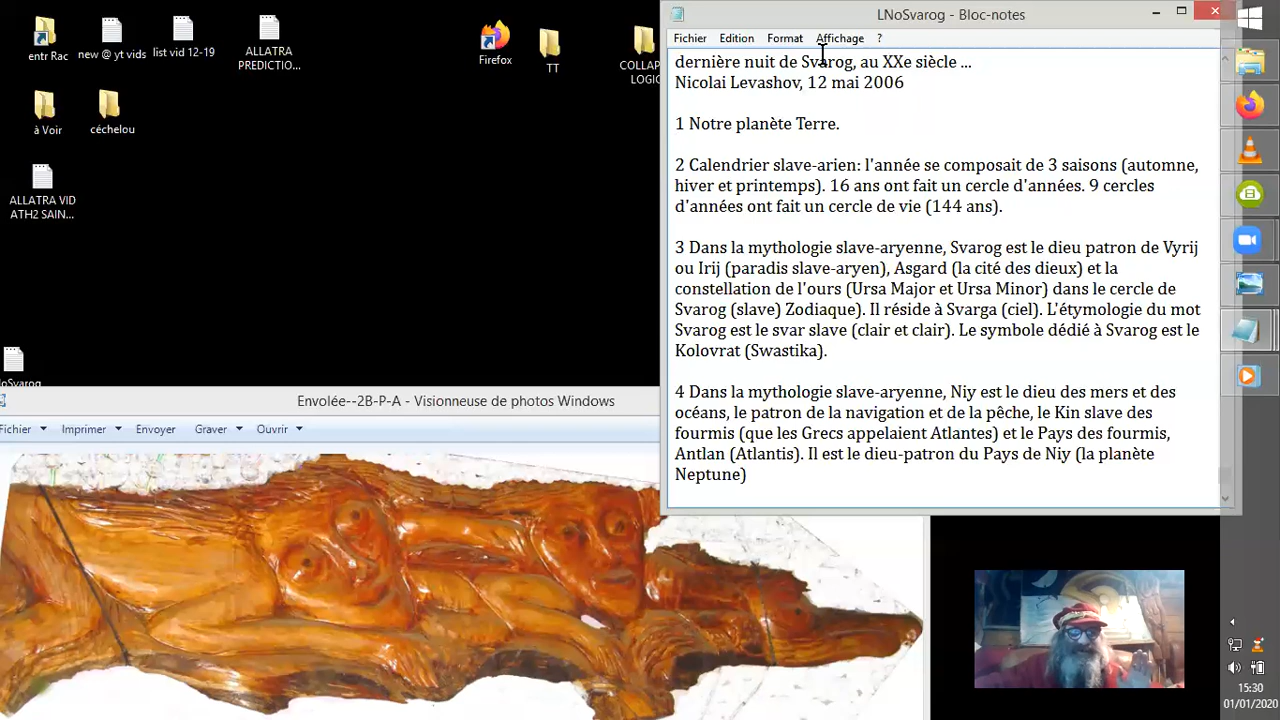 entr Rac
new @ yt vids
list vid 12-19
ALLATRA
PREDICTIO...
Firefox
TT
COLLAP
LOGIC
à Voir
céchelou
ALLATRA VID
ATH2 SAIN...
LNoSvarog
LNoSvarog - Bloc-notes
Fichier Edition Format Affichage ?
dernière nuit de Svarog, au XXe siècle ...
Nicolai Levashov, 12 mai 2006
1 Notre planète Terre.
2 Calendrier slave-arien: l'année se composait de 3 saisons (automne,
hiver et printemps). 16 ans ont fait un cercle d'années. 9 cercles
d'années ont fait un cercle de vie (144 ans).
3 Dans la mythologie slave-aryenne, Svarog est le dieu patron de Vyrij
ou Irij (paradis slave-aryen), Asgard (la cité des dieux) et la
constellation de l'ours (Ursa Major et Ursa Minor) dans le cercle de
Svarog (slave) Zodiaque). Il réside à Svarga (ciel). L'étymologie du mot
Svarog est le svar slave (clair et clair). Le symbole dédié à Svarog est le
Kolovrat (Swastika).
4 Dans la mythologie slave-aryenne, Niy est le dieu des mers et des
océans, le patron de la navigation et de la pêche, le Kin slave des
fourmis (que les Grecs appelaient Atlantes) et le Pays des fourmis,
Antlan (Atlantis). Il est le dieu-patron du Pays de Niy (la planète
Neptune)
Envolée--2B-P-A - Visionneuse de photos Windows
Fichier Imprimer Envoyer Graver Ouvrir
15:30
01/01/2020